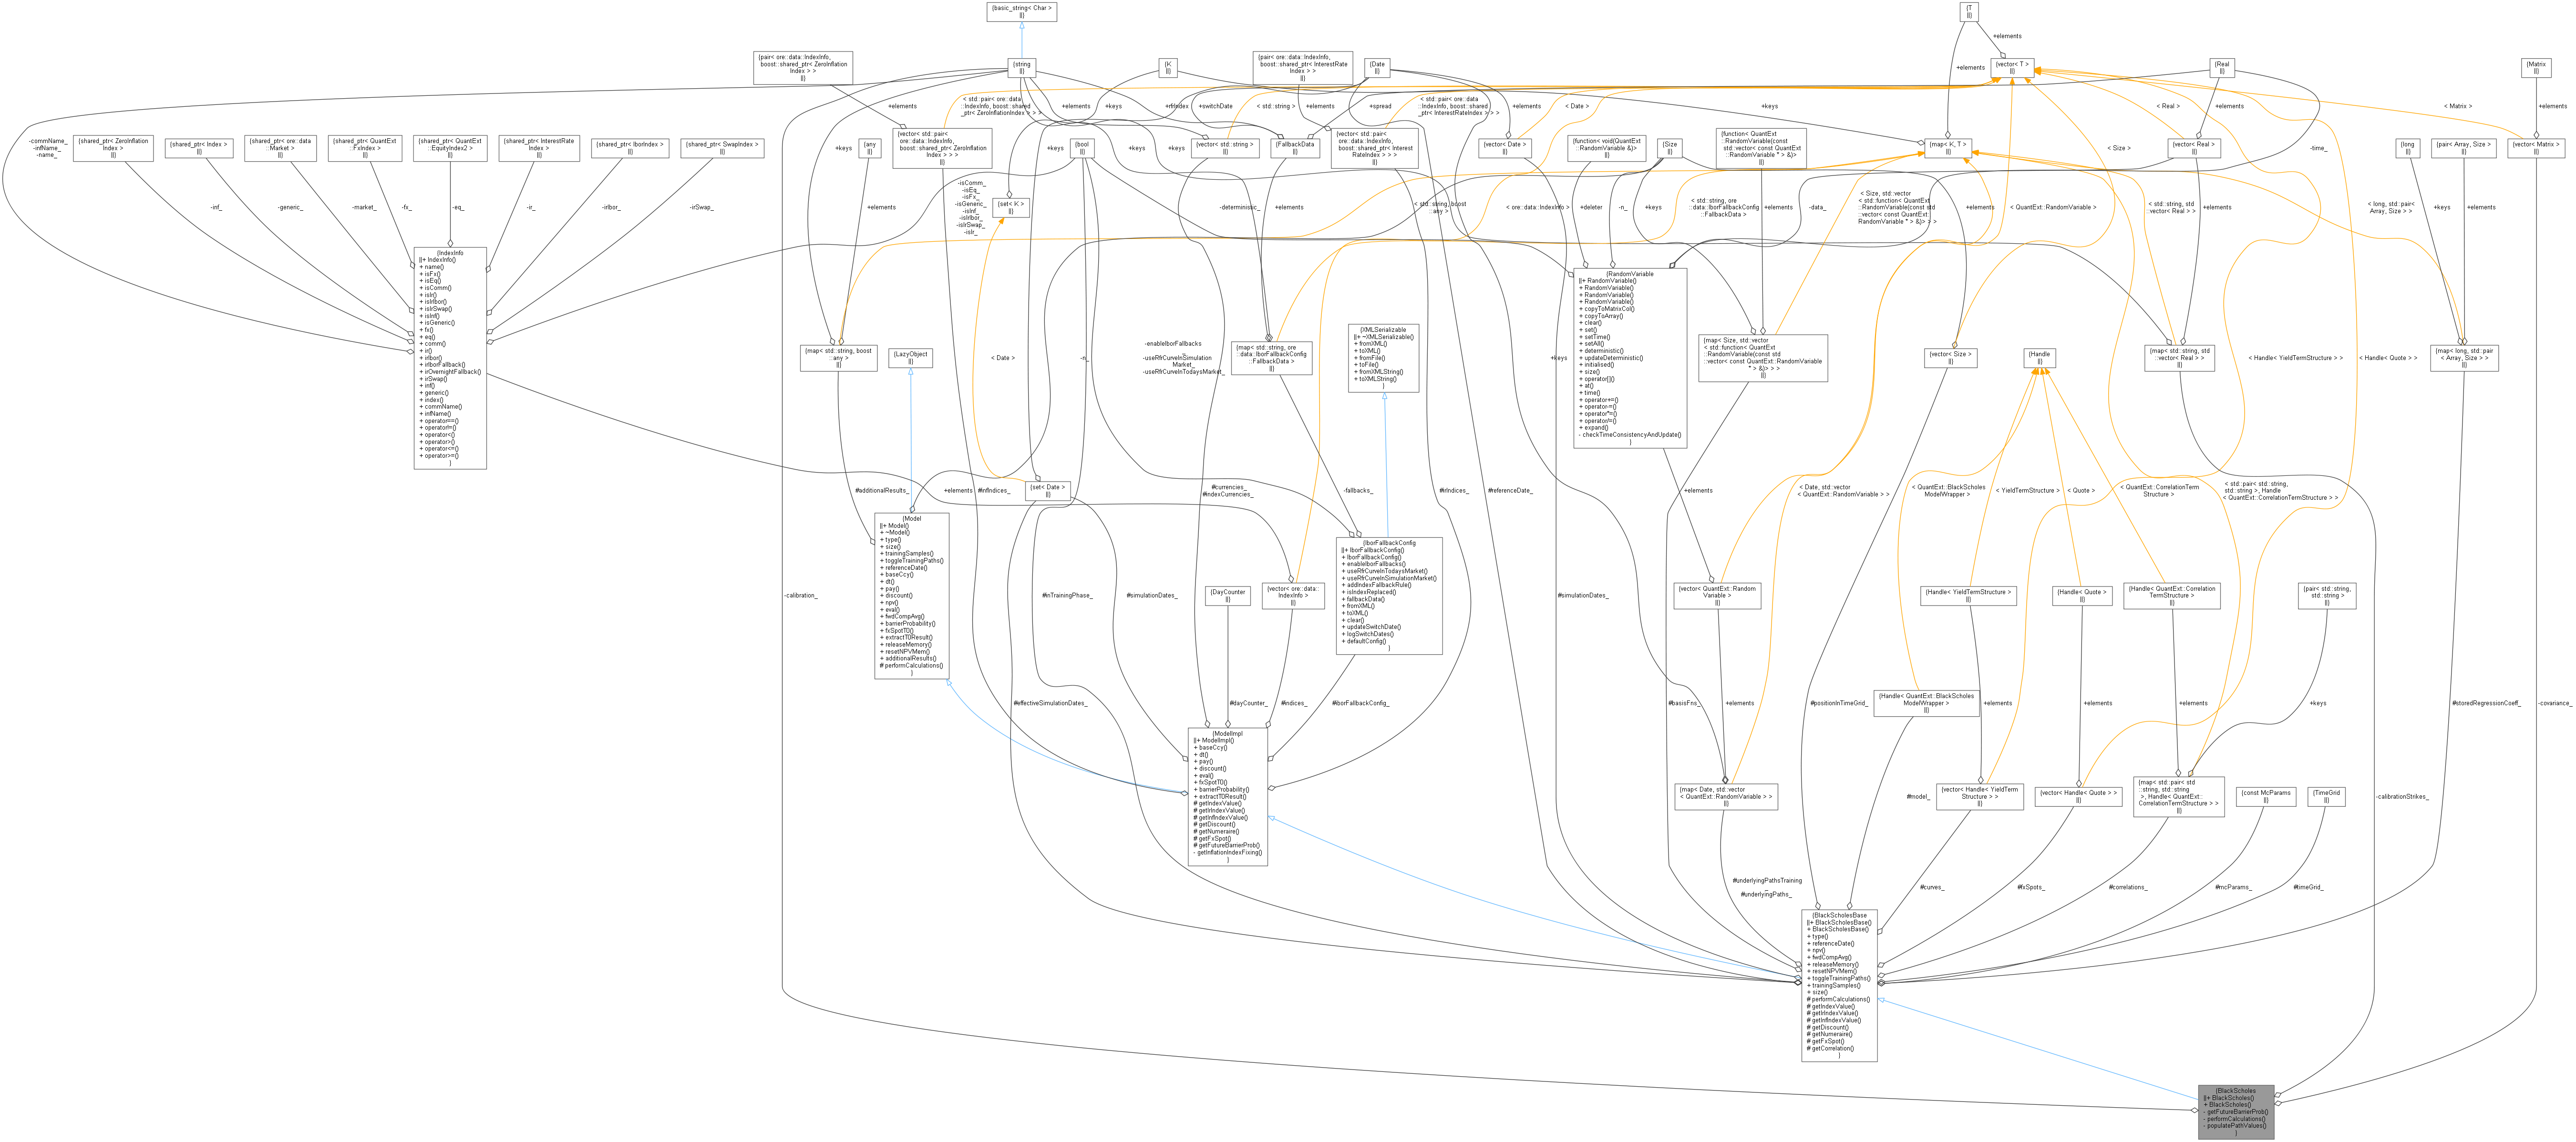 {basic_string< Char >
||}
{T
||}
+elements
{pair< ore::data::IndexInfo,
boost::shared_ptr< ZeroInflation
Index > >
||}
{string
||}
{K
||}
{pair< ore::data::IndexInfo,
boost::shared_ptr< InterestRate
Index > >
||}
{Date
||}
{vector< T >
||}
{Real
||}
{Matrix
||}
+elements
+elements
< std::pair< ore::data
::IndexInfo, boost::shared
_ptr< ZeroInflationIndex > > >
+elements
+keys
+rfrIndex
+switchDate
< std::string >
+elements
+spread
< std::pair< ore::data
::IndexInfo, boost::shared
_ptr< InterestRateIndex > > >
+elements
< Date >
+keys
< Real >
+elements
< Matrix >
+elements
-commName_
-infName_
-name_
{shared_ptr< ZeroInflation
Index >
||}
{shared_ptr< Index >
||}
{shared_ptr< ore::data
::Market >
||}
{shared_ptr< QuantExt
::FxIndex >
||}
{shared_ptr< QuantExt
::EquityIndex2 >
||}
{shared_ptr< InterestRate
Index >
||}
{shared_ptr< IborIndex >
||}
{shared_ptr< SwapIndex >
||}
+keys
{any
||}
{vector< std::pair<
ore::data::IndexInfo,
boost::shared_ptr< ZeroInflation
Index > > >
||}
+keys
{bool
||}
+keys
+keys
{vector< std::string >
||}
{FallbackData
||}
{vector< std::pair<
ore::data::IndexInfo,
boost::shared_ptr< Interest
RateIndex > > >
||}
{vector< Date >
||}
{function< void(QuantExt
::RandomVariable &)>
||}
{Size
||}
{function< QuantExt
::RandomVariable(const
std::vector< const QuantExt
::RandomVariable * > &)>
||}
{map< K, T >
||}
< Size >
{vector< Real >
||}
-time_
{long
||}
{pair< Array, Size >
||}
{vector< Matrix >
||}
-inf_
-generic_
-market_
-fx_
-eq_
-ir_
-irIbor_
-irSwap_
+elements
-isComm_
-isEq_
-isFx_
-isGeneric_
-isInf_
-isIrIbor_
-isIrSwap_
-isIr_
{set< K >
||}
-deterministic_
+elements
< std::string, boost
::any >
< ore::data::IndexInfo >
+deleter
-n_
+keys
< std::string, ore
::data::IborFallbackConfig
::FallbackData >
+elements
-data_
< Size, std::vector
< std::function< QuantExt
::RandomVariable(const std
::vector< const QuantExt::
RandomVariable * > &)> > >
+elements
< QuantExt::RandomVariable >
< std::string, std
::vector< Real > >
+elements
< long, std::pair<
Array, Size > >
+keys
+elements
{IndexInfo
||+ IndexInfo()
+ name()
+ isFx()
+ isEq()
+ isComm()
+ isIr()
+ isIrIbor()
+ isIrSwap()
+ isInf()
+ isGeneric()
+ fx()
+ eq()
+ comm()
+ ir()
+ irIbor()
+ irIborFallback()
+ irOvernightFallback()
+ irSwap()
+ inf()
+ generic()
+ index()
+ commName()
+ infName()
+ operator==()
+ operator!=()
+ operator<()
+ operator>()
+ operator<=()
+ operator>=()
}
{RandomVariable
||+ RandomVariable()
+ RandomVariable()
+ RandomVariable()
+ RandomVariable()
+ copyToMatrixCol()
+ copyToArray()
+ clear()
+ set()
+ setTime()
+ setAll()
+ deterministic()
+ updateDeterministic()
+ initialised()
+ size()
+ operator[]()
+ at()
+ time()
+ operator+=()
+ operator-=()
+ operator*=()
+ operator/=()
+ expand()
- checkTimeConsistencyAndUpdate()
}
{map< std::string, boost
::any >
||}
{LazyObject
||}
< Date >
-n_
-enableIborFallbacks
_
-useRfrCurveInSimulation
Market_
-useRfrCurveInTodaysMarket_
{map< std::string, ore
::data::IborFallbackConfig
::FallbackData >
||}
{XMLSerializable
||+ ~XMLSerializable()
+ fromXML()
+ toXML()
+ fromFile()
+ toFile()
+ fromXMLString()
+ toXMLString()
}
+keys
{map< Size, std::vector
< std::function< QuantExt
::RandomVariable(const std
::vector< const QuantExt::RandomVariable
* > &)> > >
||}
{vector< Size >
||}
{Handle
||}
{map< std::string, std
::vector< Real > >
||}
< Handle< YieldTermStructure > >
< Handle< Quote > >
{map< long, std::pair
< Array, Size > >
||}
#additionalResults_
+elements
#infIndices_
{set< Date >
||}
#currencies_
#indexCurrencies_
-fallbacks_
#irIndices_
#referenceDate_
+elements
< Date, std::vector
< QuantExt::RandomVariable > >
< QuantExt::BlackScholes
ModelWrapper >
< YieldTermStructure >
< Quote >
< QuantExt::CorrelationTerm
Structure >
< std::pair< std::string,
std::string >, Handle
< QuantExt::CorrelationTermStructure > >
{Model
||+ Model()
+ ~Model()
+ type()
+ size()
+ trainingSamples()
+ toggleTrainingPaths()
+ referenceDate()
+ baseCcy()
+ dt()
+ pay()
+ discount()
+ npv()
+ eval()
+ fwdCompAvg()
+ barrierProbability()
+ fxSpotT0()
+ extractT0Result()
+ releaseMemory()
+ resetNPVMem()
+ additionalResults()
# performCalculations()
}
{IborFallbackConfig
||+ IborFallbackConfig()
+ IborFallbackConfig()
+ enableIborFallbacks()
+ useRfrCurveInTodaysMarket()
+ useRfrCurveInSimulationMarket()
+ addIndexFallbackRule()
+ isIndexReplaced()
+ fallbackData()
+ fromXML()
+ toXML()
+ clear()
+ updateSwitchDate()
+ logSwitchDates()
+ defaultConfig()
}
-calibration_
#inTrainingPhase_
#simulationDates_
{DayCounter
||}
{vector< ore::data::
IndexInfo >
||}
#simulationDates_
{vector< QuantExt::Random
Variable >
||}
{Handle< YieldTermStructure >
||}
{Handle< Quote >
||}
{Handle< QuantExt::Correlation
TermStructure >
||}
{pair< std::string,
std::string >
||}
#effectiveSimulationDates_
#dayCounter_
#indices_
#iborFallbackConfig_
#basisFns_
+elements
#positionInTimeGrid_
{Handle< QuantExt::BlackScholes
ModelWrapper >
||}
+elements
+elements
+elements
+keys
#storedRegressionCoeff_
-covariance_
{ModelImpl
||+ ModelImpl()
+ baseCcy()
+ dt()
+ pay()
+ discount()
+ eval()
+ fxSpotT0()
+ barrierProbability()
+ extractT0Result()
# getIndexValue()
# getIrIndexValue()
# getInfIndexValue()
# getDiscount()
# getNumeraire()
# getFxSpot()
# getFutureBarrierProb()
- getInflationIndexFixing()
}
{map< Date, std::vector
< QuantExt::RandomVariable > >
||}
#model_
{vector< Handle< YieldTerm
Structure > >
||}
{vector< Handle< Quote > >
||}
{map< std::pair< std
::string, std::string
>, Handle< QuantExt::
CorrelationTermStructure > >
||}
{const McParams
||}
{TimeGrid
||}
-calibrationStrikes_
#underlyingPathsTraining
_
#underlyingPaths_
#curves_
#fxSpots_
#correlations_
#mcParams_
#timeGrid_
{BlackScholesBase
||+ BlackScholesBase()
+ BlackScholesBase()
+ type()
+ referenceDate()
+ npv()
+ fwdCompAvg()
+ releaseMemory()
+ resetNPVMem()
+ toggleTrainingPaths()
+ trainingSamples()
+ size()
# performCalculations()
# getIndexValue()
# getIrIndexValue()
# getInfIndexValue()
# getDiscount()
# getNumeraire()
# getFxSpot()
# getCorrelation()
}
{BlackScholes
||+ BlackScholes()
+ BlackScholes()
- getFutureBarrierProb()
- performCalculations()
- populatePathValues()
}